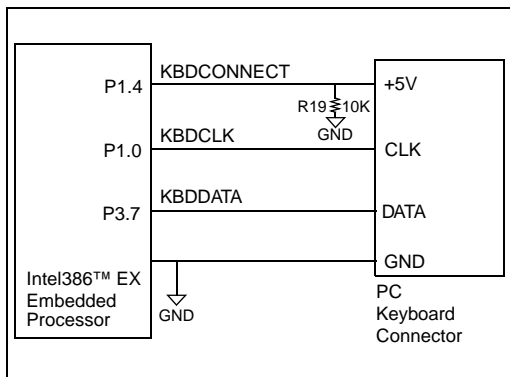 KBDCONNECT
P1.4
+5V
R19 10K
GND
KBDCLK
P1.0
CLK
KBDDATA
P3.7
DATA
GND
Intel386™ EX
Embedded
Processor
GND
PC
Keyboard
Connector